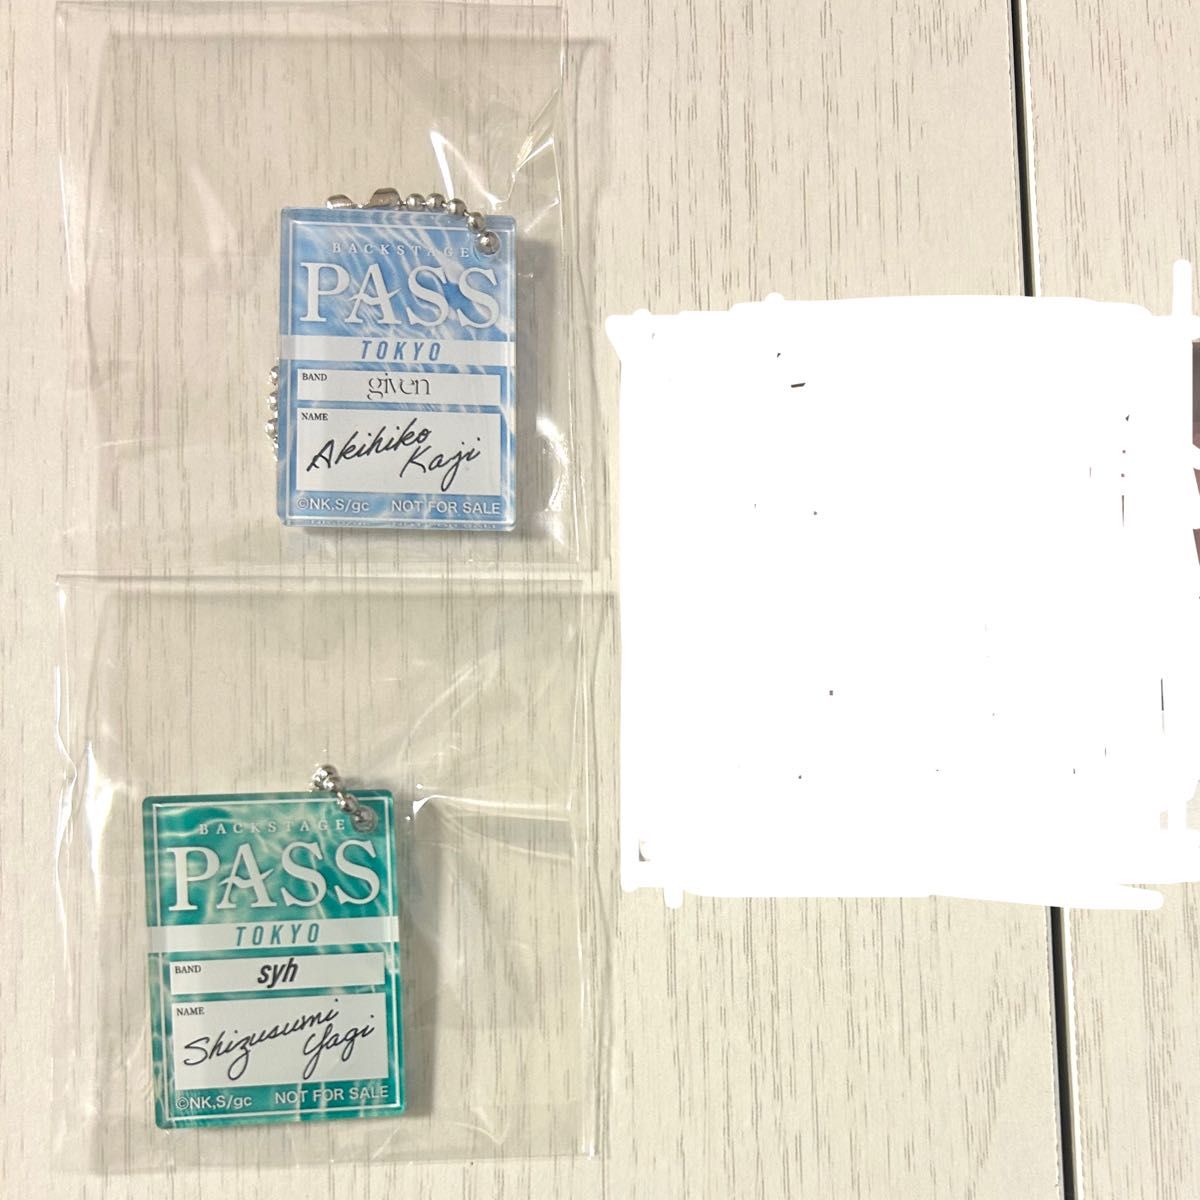 BACKSTAGE
PASS
TOKYO
BAND given
NAME
Akihiko
Kaji
©NK,S/gc NOT FOR SALE
BACKSTAGE
PASS
TOKYO
BAND syh
NAME
Shizusumi
Yagi
©NK,S/gc NOT FOR SALE